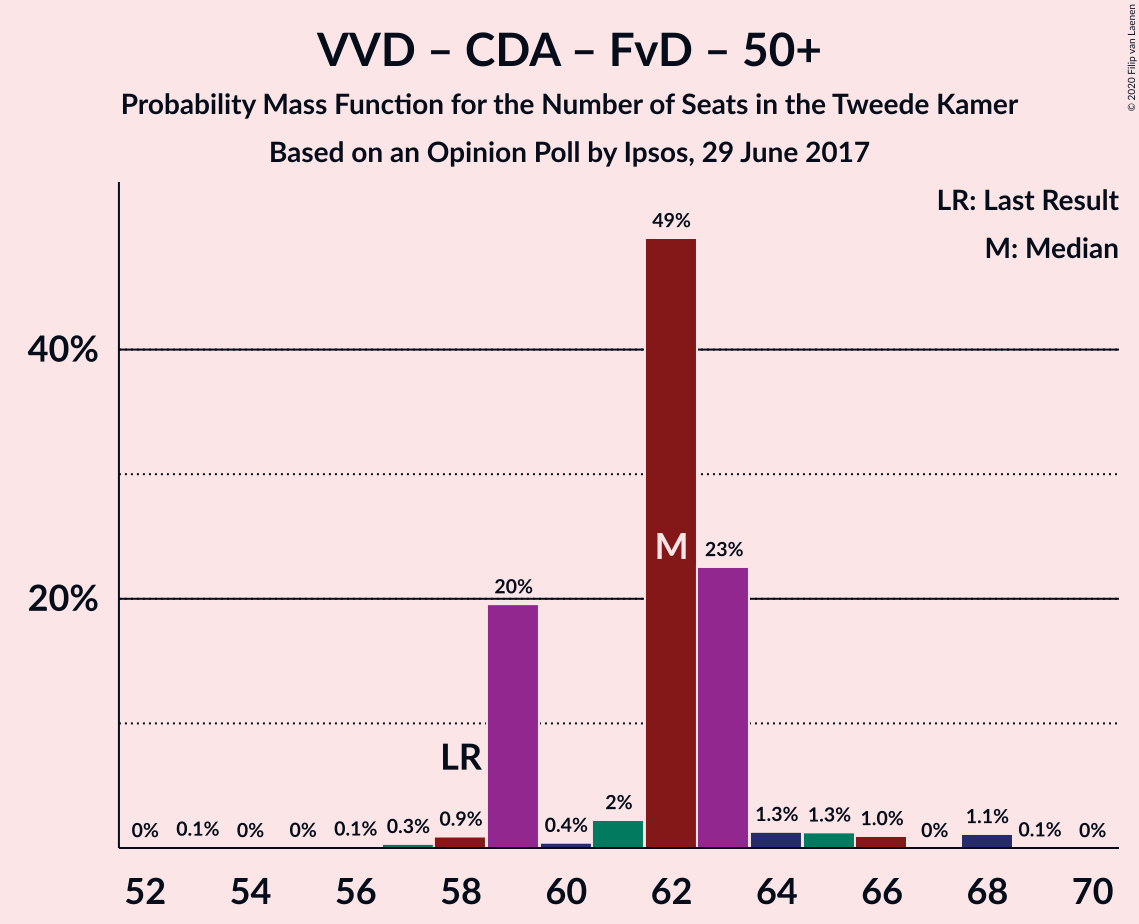 VVD – CDA – FvD – 50+
Probability Mass Function for the Number of Seats in the Tweede Kamer
Based on an Opinion Poll by Ipsos, 29 June 2017
© 2020 Filip van Laenen
LR: Last Result
M: Median
40%
20%
0% 0.1% 0% 0% 0.1% 0.3% 0.9% 20% 0.4% 2% 49% 23% 1.3% 1.3% 1.0% 0% 1.1% 0.1% 0%
LR
M
52 54 56 58 60 62 64 66 68 70